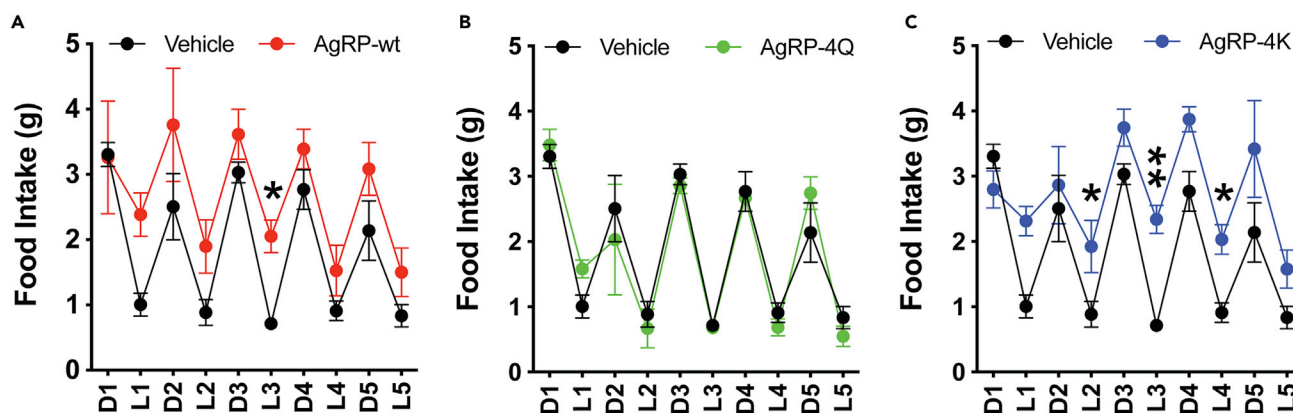 A
Vehicle
AgRP-wt
Food Intake (g)
5
4
3
2
1
0
*
D1 L1 D2 L2 D3 L3 D4 L4 D5 L5
B
Vehicle
AgRP-4Q
Food Intake (g)
5
4
3
2
1
0
D1 L1 D2 L2 D3 L3 D4 L4 D5 L5
C
Vehicle
AgRP-4K
Food Intake (g)
5
4
3
2
1
0
*
**
*
D1 L1 D2 L2 D3 L3 D4 L4 D5 L5